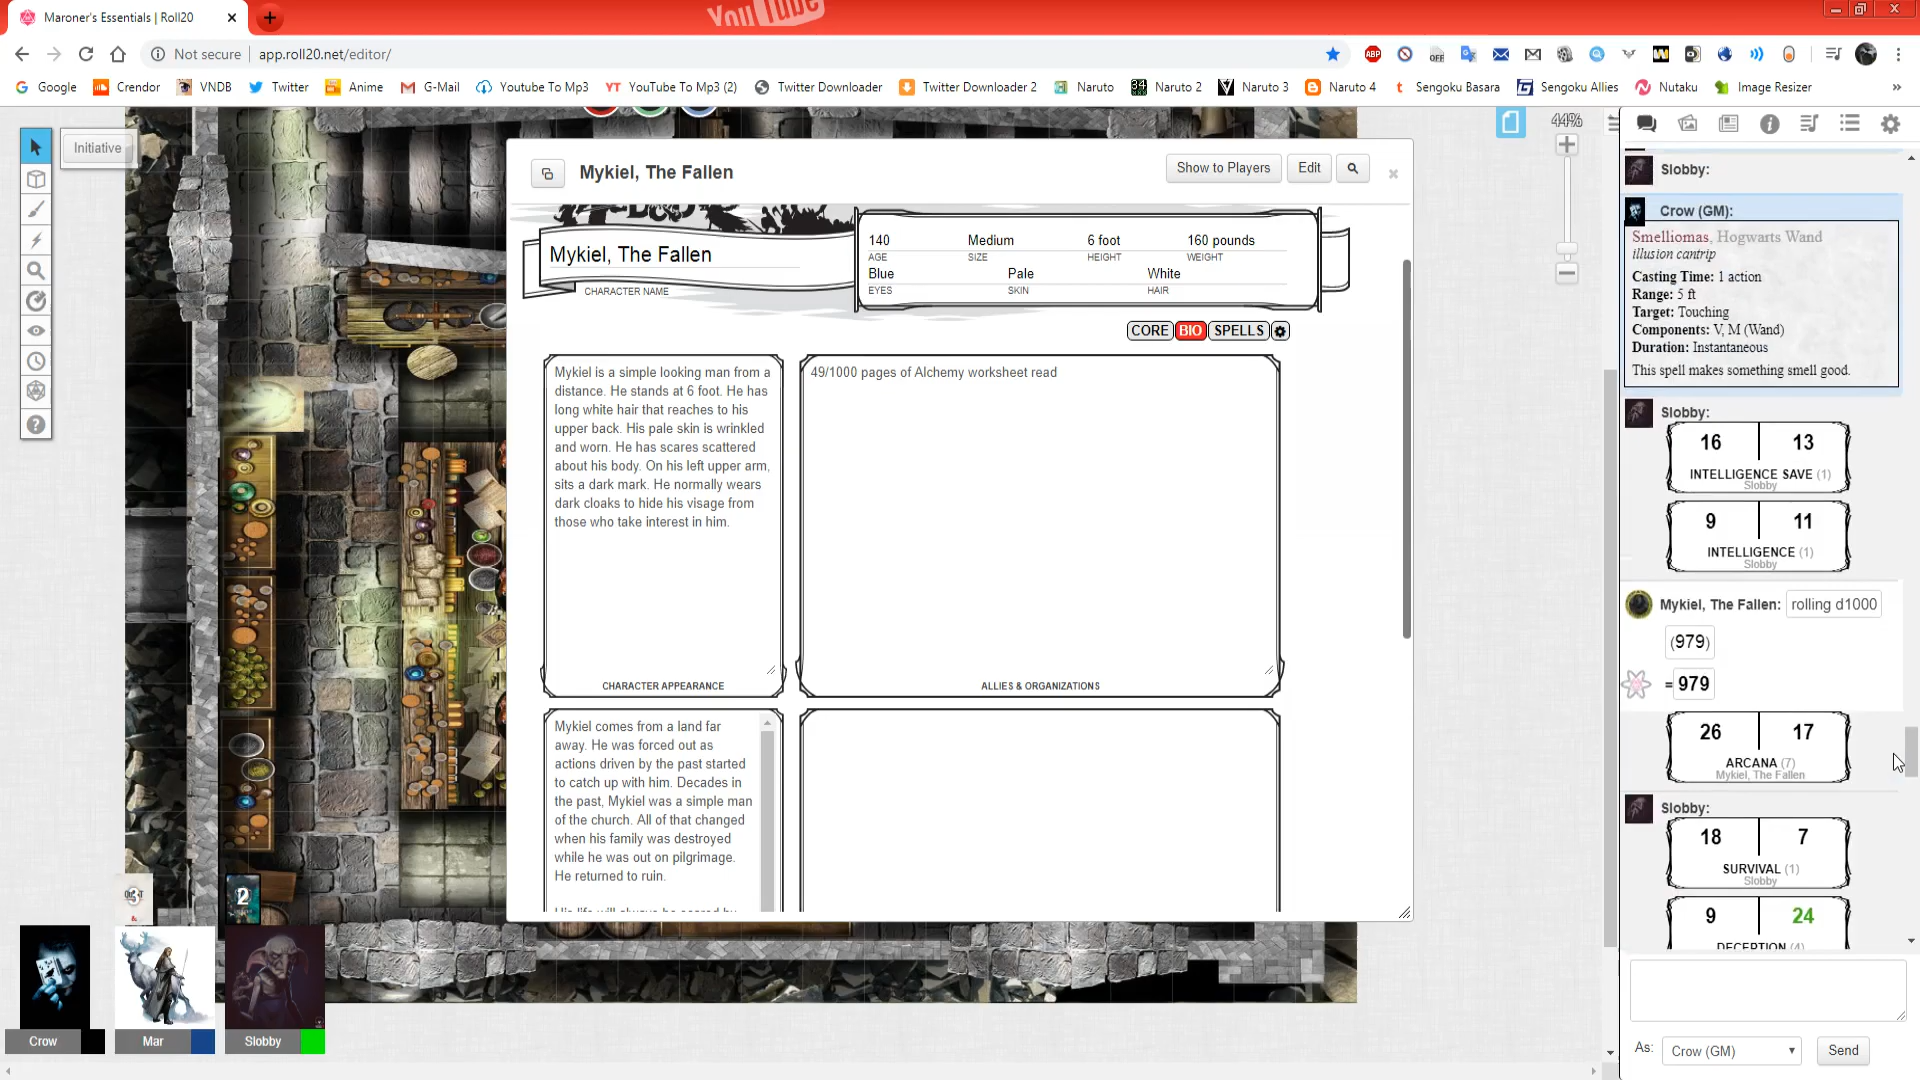 YouTube
Maroner's Essentials | Roll20
Not secure
app.roll20.net/editor/
ABP
OFF
Google
Crendor
VNDB
Twitter
Anime
G-Mail
Youtube To Mp3
YT YouTube To Mp3 (2)
Twitter Downloader
Twitter Downloader 2
Naruto
Naruto 2
Naruto 3
Naruto 4
t Sengoku Basara
Sengoku Allies
Nutaku
Image Resizer
»
Initiative
44%
Mykiel, The Fallen
Show to Players
Edit
Mykiel, The Fallen
CHARACTER NAME
140
AGE
Medium
SIZE
6 foot
HEIGHT
160 pounds
WEIGHT
Blue
EYES
Pale
SKIN
White
HAIR
CORE
BIO
SPELLS
Mykiel is a simple looking man from a
distance. He stands at 6 foot. He has
long white hair that reaches to his
upper back. His pale skin is wrinkled
and worn. He has scares scattered
about his body. On his left upper arm,
sits a dark mark. He normally wears
dark cloaks to hide his visage from
those who take interest in him.
CHARACTER APPEARANCE
49/1000 pages of Alchemy worksheet read
ALLIES & ORGANIZATIONS
Mykiel comes from a land far
away. He was forced out as
actions driven by the past started
to catch up with him. Decades in
the past, Mykiel was a simple man
of the church. All of that changed
when his family was destroyed
while he was out on pilgrimage.
He returned to ruin.
His life will always be scared by
Slobby:
Crow (GM):
Smelliomas, Hogwarts Wand
illusion cantrip
Casting Time: 1 action
Range: 5 ft
Target: Touching
Components: V, M (Wand)
Duration: Instantaneous
This spell makes something smell good.
Slobby:
16 13
INTELLIGENCE SAVE (1)
Slobby
9 11
INTELLIGENCE (1)
Slobby
Mykiel, The Fallen: rolling d1000
(979)
=979
26 17
ARCANA (7)
Mykiel, The Fallen
Slobby:
18 7
SURVIVAL (1)
Slobby
9 24
DECEPTION (4)
3
2
Crow
Mar
Slobby
As:
Crow (GM)
Send